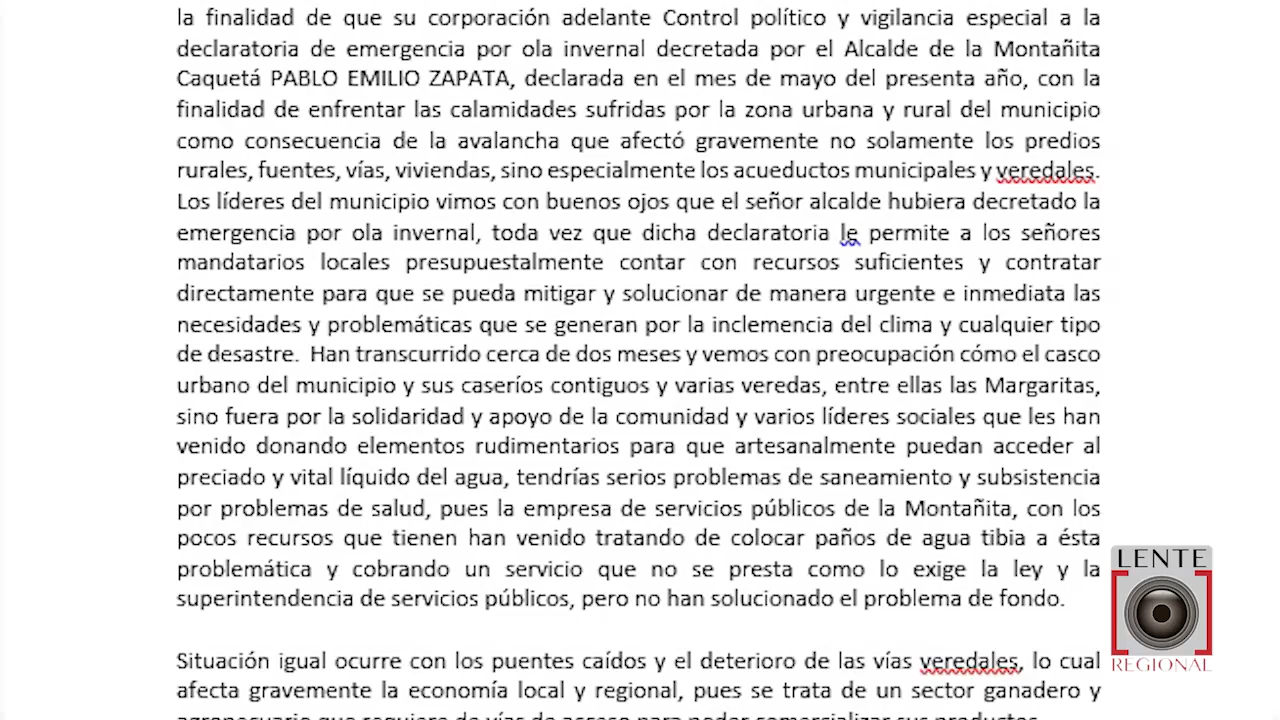 la finalidad de que su corporación adelante Control político y vigilancia especial a la
declaratoria de emergencia por ola invernal decretada por el Alcalde de la Montañita
Caquetá PABLO EMILIO ZAPATA, declarada en el mes de mayo del presenta año, con la
finalidad de enfrentar las calamidades sufridas por la zona urbana y rural del municipio
como consecuencia de la avalancha que afectó gravemente no solamente los predios
rurales, fuentes, vías, viviendas, sino especialmente los acueductos municipales y veredales.
Los líderes del municipio vimos con buenos ojos que el señor alcalde hubiera decretado la
emergencia por ola invernal, toda vez que dicha declaratoria le permite a los señores
mandatarios locales presupuestalmente contar con recursos suficientes y contratar
directamente para que se pueda mitigar y solucionar de manera urgente e inmediata las
necesidades y problemáticas que se generan por la inclemencia del clima y cualquier tipo
de desastre. Han transcurrido cerca de dos meses y vemos con preocupación cómo el casco
urbano del municipio y sus caseríos contiguos y varias veredas, entre ellas las Margaritas,
sino fuera por la solidaridad y apoyo de la comunidad y varios líderes sociales que les han
venido donando elementos rudimentarios para que artesanalmente puedan acceder al
preciado y vital líquido del agua, tendrías serios problemas de saneamiento y subsistencia
por problemas de salud, pues la empresa de servicios públicos de la Montañita, con los
pocos recursos que tienen han venido tratando de colocar paños de agua tibia a ésta
problemática y cobrando un servicio que no se presta como lo exige la ley y la
superintendencia de servicios públicos, pero no han solucionado el problema de fondo.
Situación igual ocurre con los puentes caídos y el deterioro de las vías veredales, lo cual
afecta gravemente la economía local y regional, pues se trata de un sector ganadero y
agropecuario que requiere de vías de acceso para poder comercializar sus productos
LENTE
REGIONAL